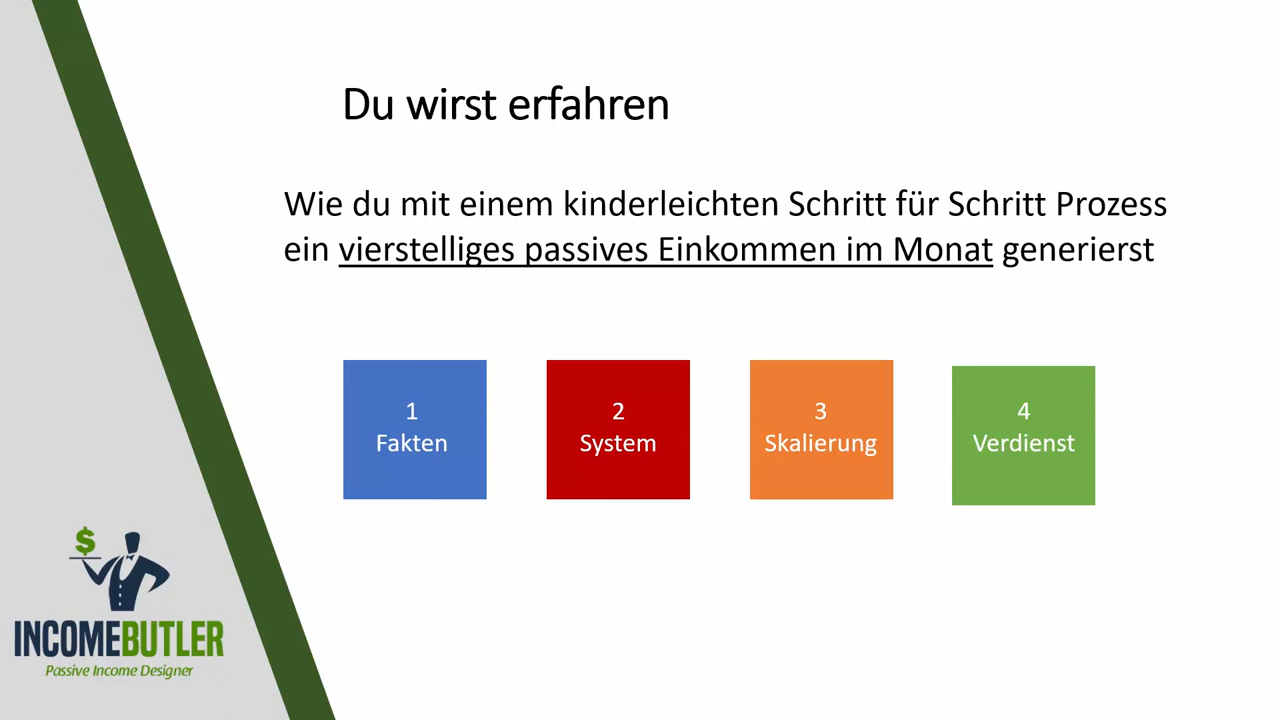 Du wirst erfahren
Wie du mit einem kinderleichten Schritt für Schritt Prozess
ein vierstelliges passives Einkommen im Monat generierst
1
Fakten
2
System
3
Skalierung
4
Verdienst
$
INCOMEBUTLER
Passive Income Designer